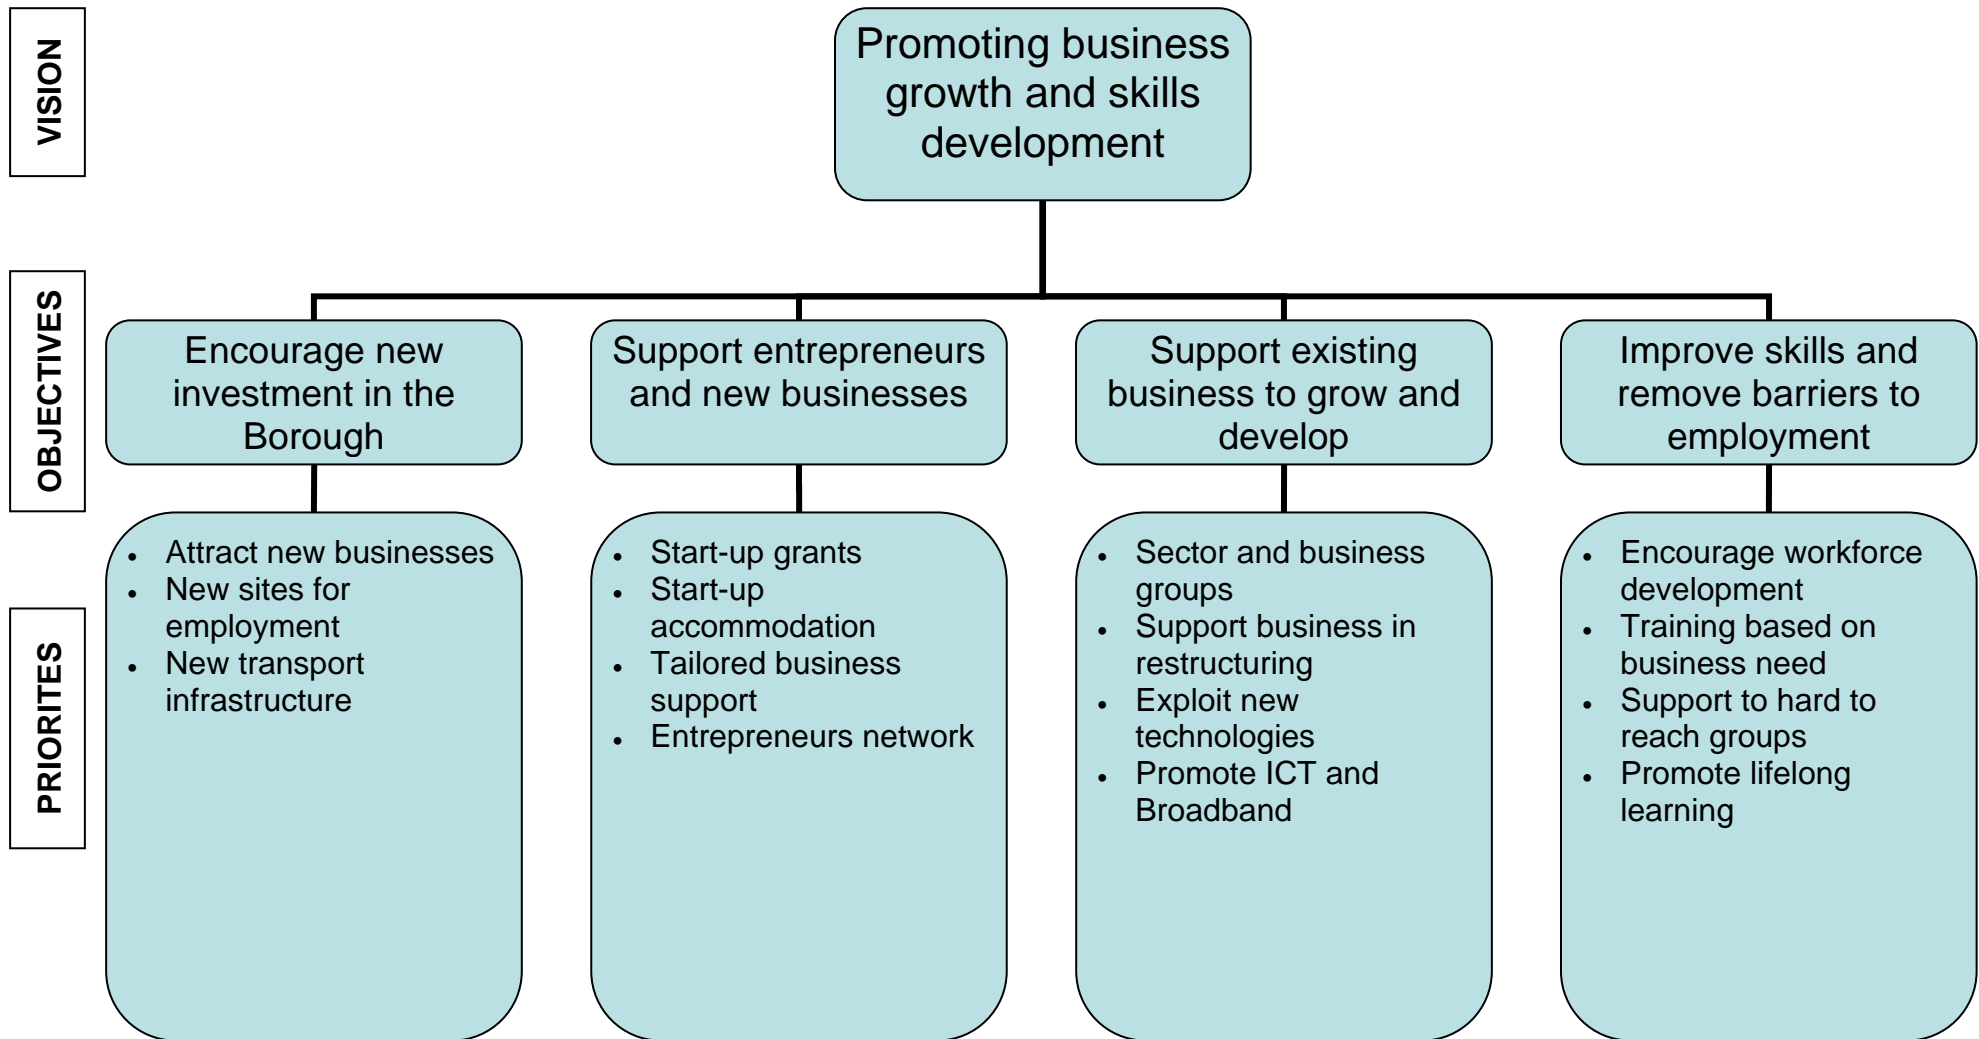 VISION
Promoting business
growth and skills
development
OBJECTIVES
Encourage new
investment in the
Borough
Support entrepreneurs
and new businesses
Support existing
business to grow and
develop
Improve skills and
remove barriers to
employment
PRIORITES
• Attract new businesses
• New sites for
employment
• New transport
infrastructure
• Start-up grants
• Start-up
accommodation
• Tailored business
support
• Entrepreneurs network
• Sector and business
groups
• Support business in
restructuring
• Exploit new
technologies
• Promote ICT and
Broadband
• Encourage workforce
development
• Training based on
business need
• Support to hard to
reach groups
• Promote lifelong
learning